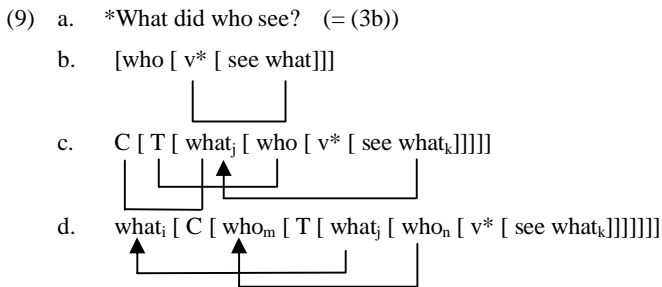 (9) a. *What did who see? (= (3b))
b. [who [ v* [ see what]]]
c. C [ T [ whatj [ who [ v* [ see whatk]]]]]
d. whati [ C [ whom [ T [ whatj [ whon [ v* [ see whatk]]]]]]]